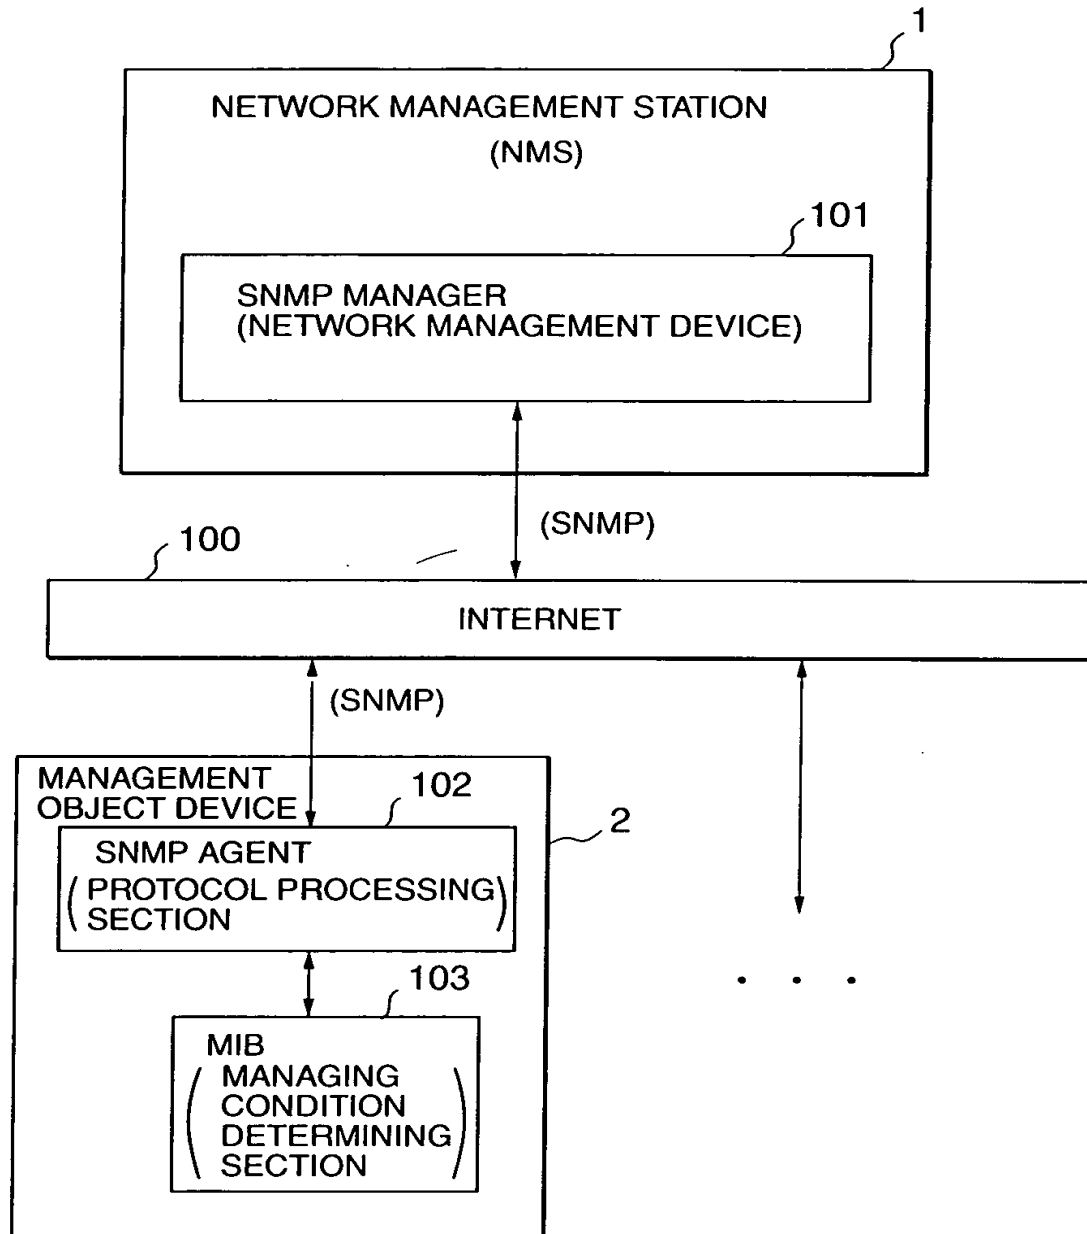 1
NETWORK MANAGEMENT STATION
(NMS)
101
SNMP MANAGER
(NETWORK MANAGEMENT DEVICE)
(SNMP)
100
INTERNET
(SNMP)
MANAGEMENT
OBJECT DEVICE
102
2
SNMP AGENT
(PROTOCOL PROCESSING
SECTION)
103
MIB
(MANAGING
CONDITION
DETERMINING
SECTION)
. . .